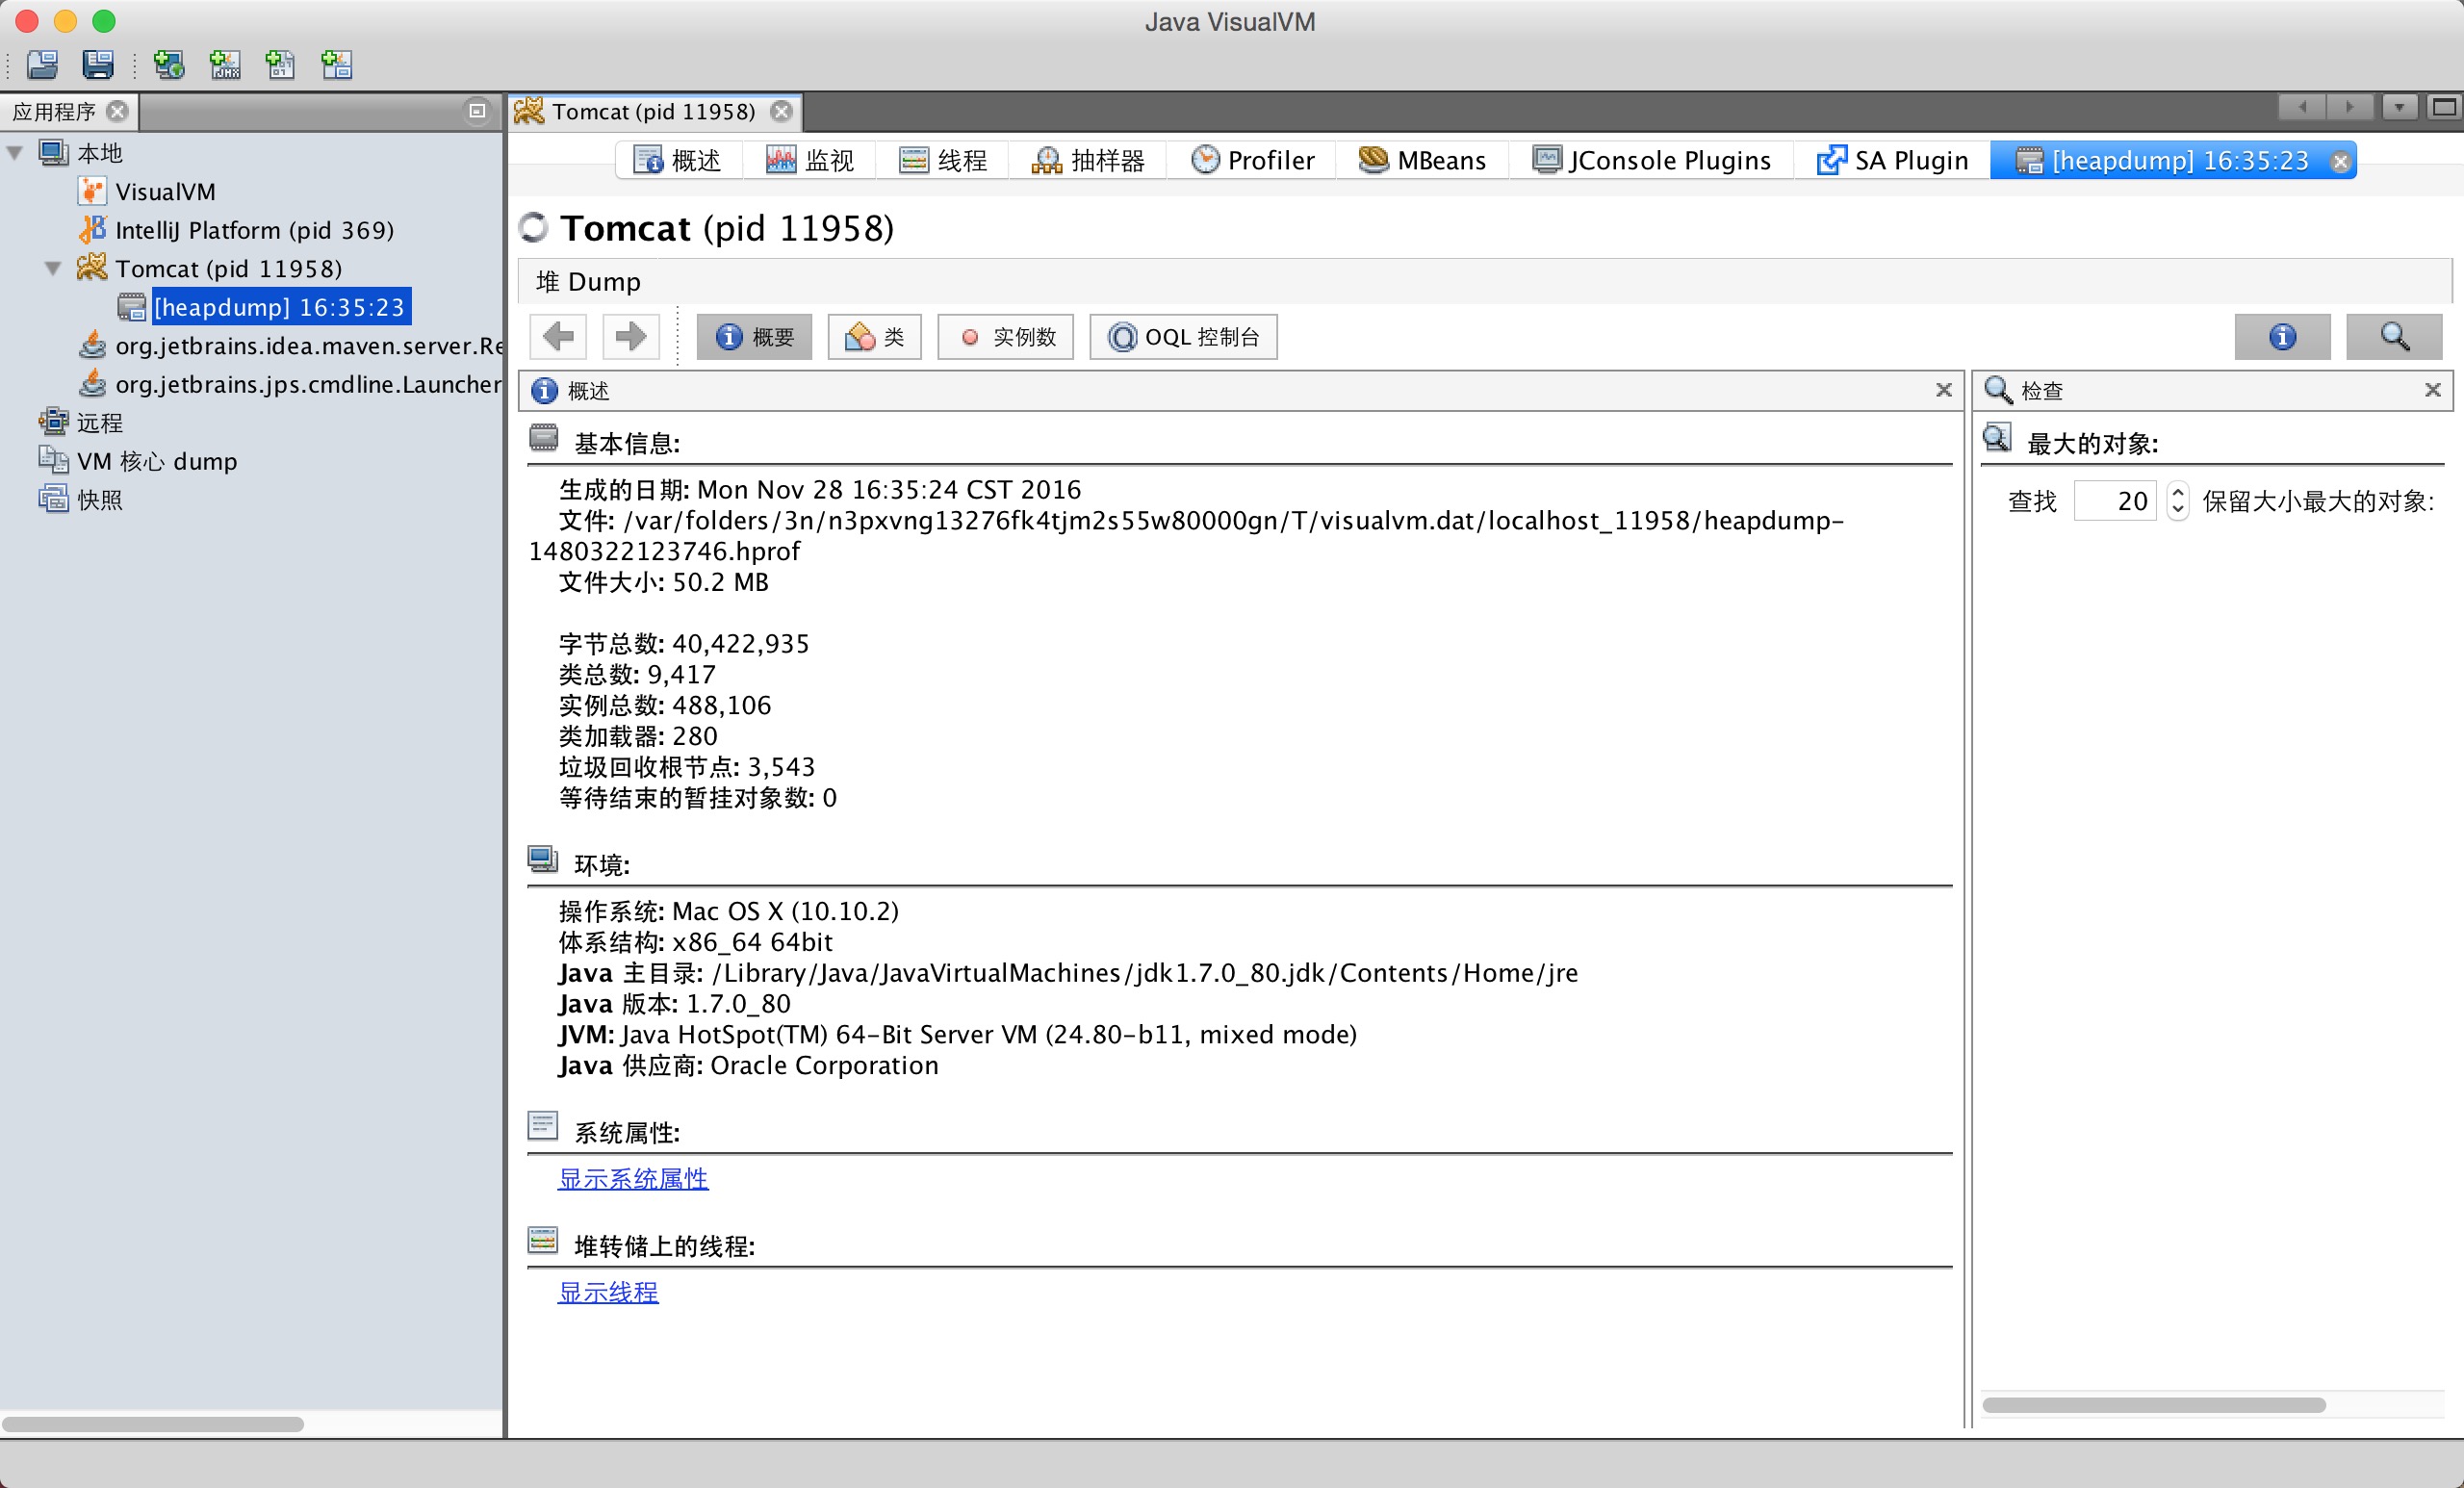 Java VisualVM
应用程序
本地
VisualVM
IntelliJ Platform (pid 369)
Tomcat (pid 11958)
[heapdump] 16:35:23
org.jetbrains.idea.maven.server.Re
org.jetbrains.jps.cmdline.Launcher
远程
VM 核心 dump
快照
Tomcat (pid 11958)
概述 监视 线程 抽样器 Profiler MBeans JConsole Plugins SA Plugin [heapdump] 16:35:23
Tomcat (pid 11958)
堆 Dump
概要 类 实例数 OQL 控制台
概述
基本信息:
生成的日期: Mon Nov 28 16:35:24 CST 2016
文件: /var/folders/3n/n3pxvng13276fk4tjm2s55w80000gn/T/visualvm.dat/localhost_11958/heapdump-
1480322123746.hprof
文件大小: 50.2 MB
字节总数: 40,422,935
类总数: 9,417
实例总数: 488,106
类加载器: 280
垃圾回收根节点: 3,543
等待结束的暂挂对象数: 0
环境:
操作系统: Mac OS X (10.10.2)
体系结构: x86_64 64bit
Java 主目录: /Library/Java/JavaVirtualMachines/jdk1.7.0_80.jdk/Contents/Home/jre
Java 版本: 1.7.0_80
JVM: Java HotSpot(TM) 64-Bit Server VM (24.80-b11, mixed mode)
Java 供应商: Oracle Corporation
系统属性:
显示系统属性
堆转储上的线程:
显示线程
检查
最大的对象:
查找 20 保留大小最大的对象: